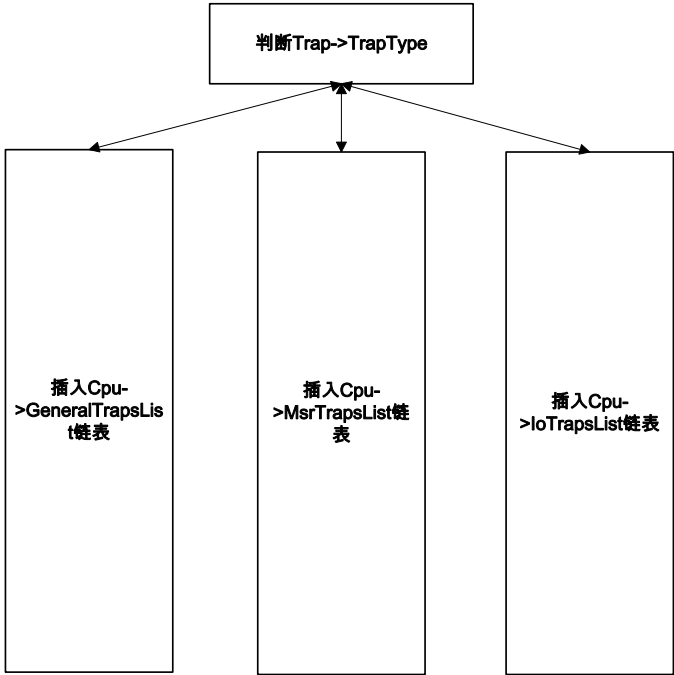 判断Trap->TrapType
插入Cpu-
>GeneralTrapsLis
t链表
插入Cpu-
>MsrTrapsList链
表
插入Cpu-
>IoTrapsList链表